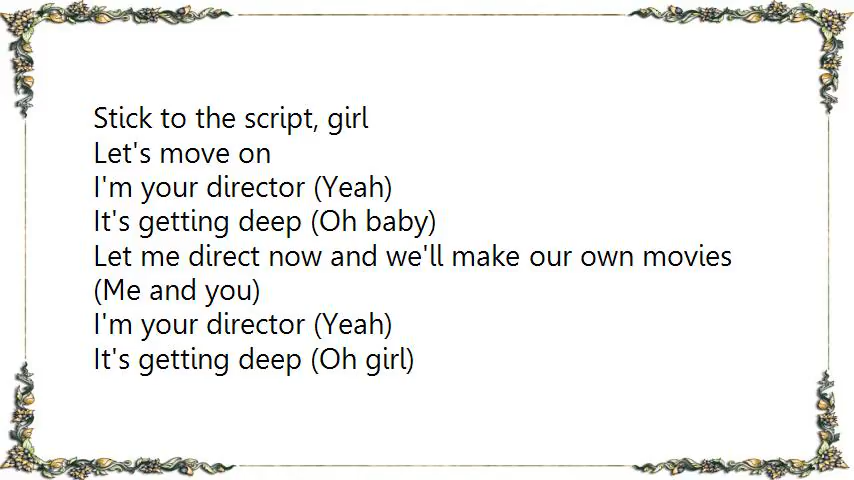 Stick to the script, girl
Let's move on
I'm your director (Yeah)
It's getting deep (Oh baby)
Let me direct now and we'll make our own movies
(Me and you)
I'm your director (Yeah)
It's getting deep (Oh girl)